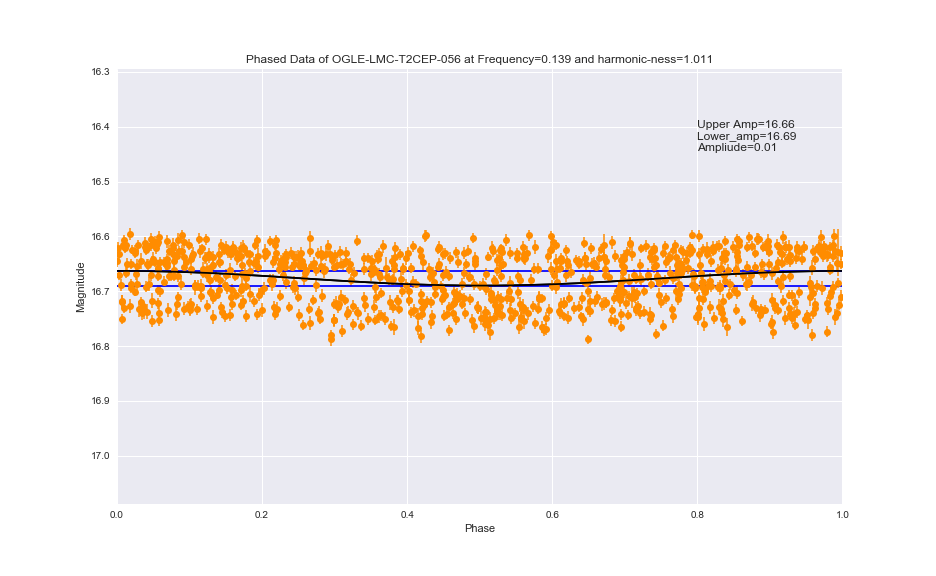 Phased Data of OGLE-LMC-T2CEP-056 at Frequency=0.139 and harmonic-ness=1.011
16.3
16.4
16.5
16.6
16.7
16.8
16.9
17.0
Magnitude
Upper Amp=16.66
Lower_amp=16.69
Ampliude=0.01
0.0 0.2 0.4 0.6 0.8 1.0
Phase